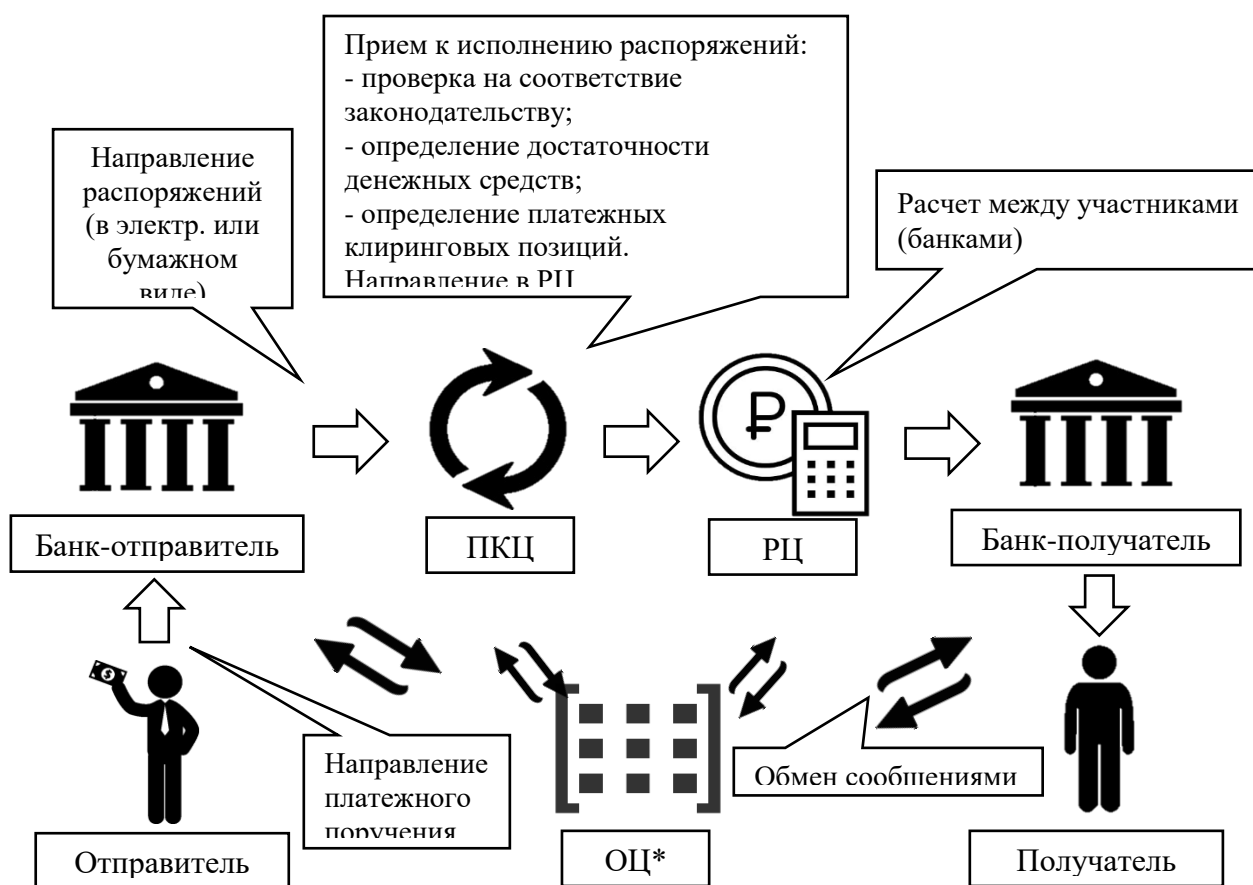 Прием к исполнению распоряжений:
- проверка на соответствие
законодательству;
- определение достаточности
денежных средств;
- определение платежных
клиринговых позиций.
Направление в РЦ
Направление
распоряжений
(в электр. или
бумажном
виде)
Расчет между участниками
(банками)
Банк-отправитель
ПКЦ
РЦ
Банк-получатель
Направление
платежного
поручения
Обмен сообщениями
Отправитель
ОЦ*
Получатель